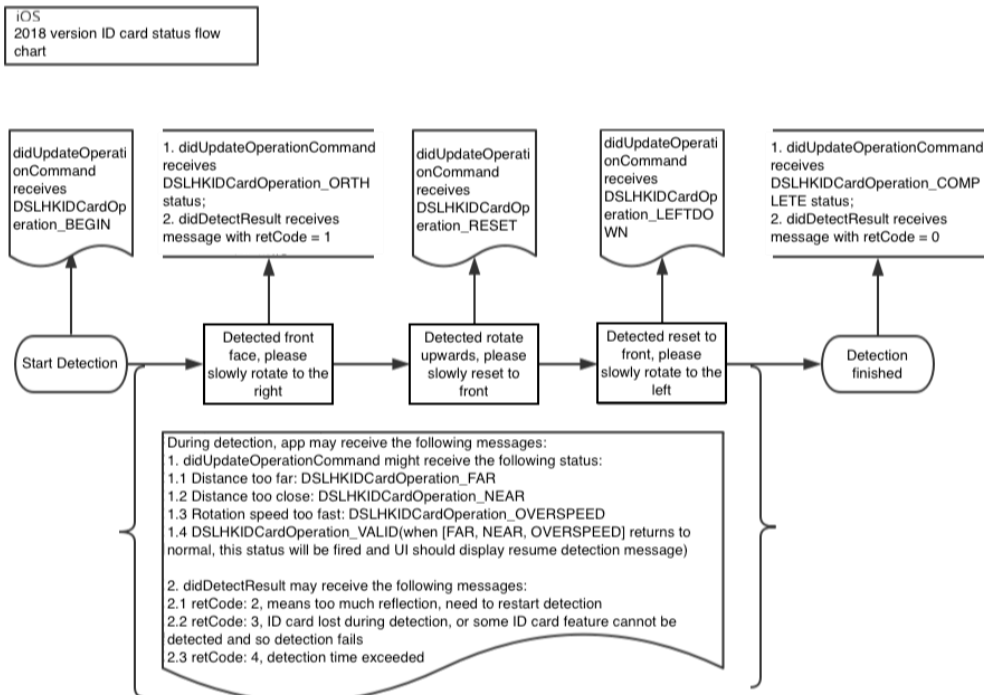 iOS
2018 version ID card status flow
chart
didUpdateOperati
onCommand
receives
DSLHKIDCardOp
eration_BEGIN
1. didUpdateOperationCommand
receives
DSLHKIDCardOperation_ORTH
status;
2. didDetectResult receives
message with retCode = 1
didUpdateOperati
onCommand
receives
DSLHKIDCardOp
eration_RESET
didUpdateOperati
onCommand
receives
DSLHKIDCardOp
eration_LEFTDO
WN
1. didUpdateOperationCommand
receives
DSLHKIDCardOperation_COMP
LETE status;
2. didDetectResult receives
message with retCode = 0
Start Detection
Detected front
face, please
slowly rotate to the
right
Detected rotate
upwards, please
slowly reset to
front
Detected reset to
front, please
slowly rotate to the
left
Detection
finished
During detection, app may receive the following messages:
1. didUpdateOperationCommand might receive the following status:
1.1 Distance too far: DSLHKIDCardOperation_FAR
1.2 Distance too close: DSLHKIDCardOperation_NEAR
1.3 Rotation speed too fast: DSLHKIDCardOperation_OVERSPEED
1.4 DSLHKIDCardOperation_VALID(when [FAR, NEAR, OVERSPEED] returns to
normal, this status will be fired and UI should display resume detection message)
2. didDetectResult may receive the following messages:
2.1 retCode: 2, means too much reflection, need to restart detection
2.2 retCode: 3, ID card lost during detection, or some ID card feature cannot be
detected and so detection fails
2.3 retCode: 4, detection time exceeded